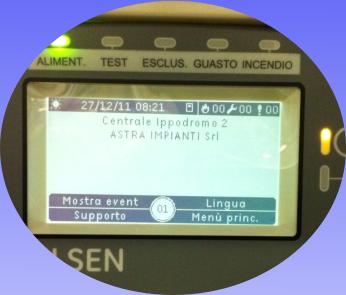 ALIMENT. TEST ESCLUS. GUASTO INCENDIO
27/12/11 08:21 00 00 00
Centrale Ippodromo 2
ASTRA IMPIANTI Srl
Mostra event 01 Lingua
Supporto Menù princ.
LSEN